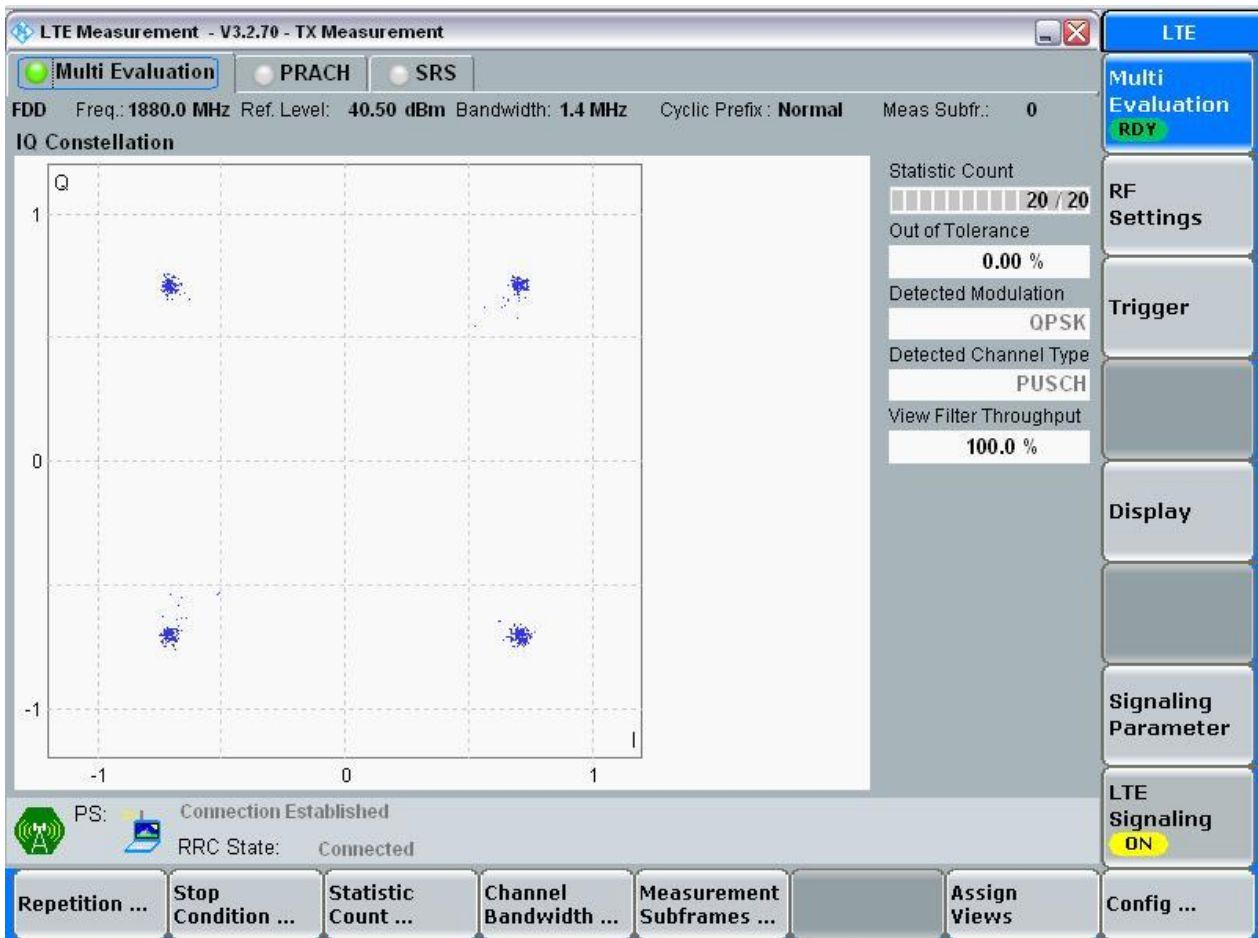 LTE Measurement - V3.2.70 - TX Measurement
LTE
Multi Evaluation
PRACH
SRS
Multi
Evaluation
RDY
FDD Freq.: 1880.0 MHz Ref. Level: 40.50 dBm Bandwidth: 1.4 MHz Cyclic Prefix : Normal Meas Subfr.: 0
IQ Constellation
Q
1
0
-1
I
-1 0 1
Statistic Count
20 / 20
Out of Tolerance
0.00 %
Detected Modulation
QPSK
Detected Channel Type
PUSCH
View Filter Throughput
100.0 %
RF
Settings
Trigger
Display
Signaling
Parameter
LTE
Signaling
ON
PS: Connection Established
RRC State: Connected
Repetition ...
Stop
Condition ...
Statistic
Count ...
Channel
Bandwidth ...
Measurement
Subframes ...
Assign
Views
Config ...